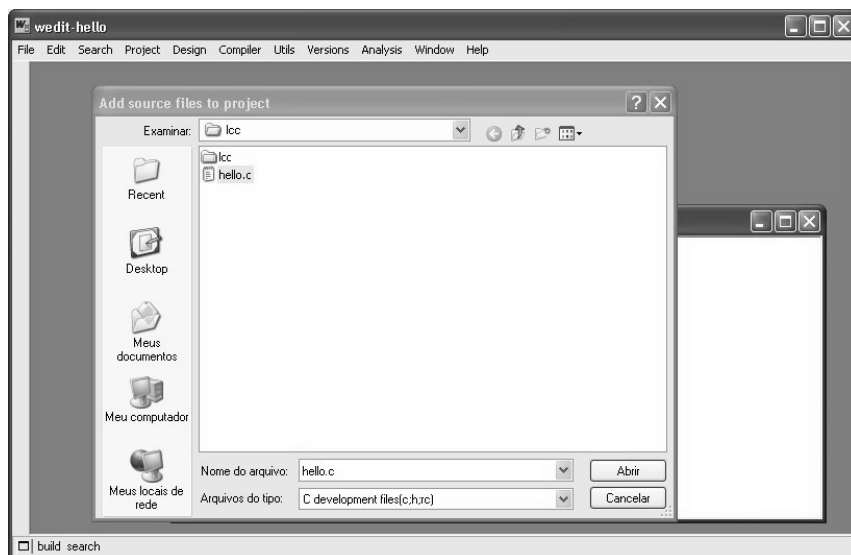 wedit-hello
File Edit Search Project Design Compiler Utils Versions Analysis Window Help
Add source files to project
Examinar: lcc
lcc
hello.c
Recent
Desktop
Meus
documentos
Meu computador
Meus locais de
rede
Nome do arquivo: hello.c Abrir
Arquivos do tipo: C development files(c;h;rc) Cancelar
build search